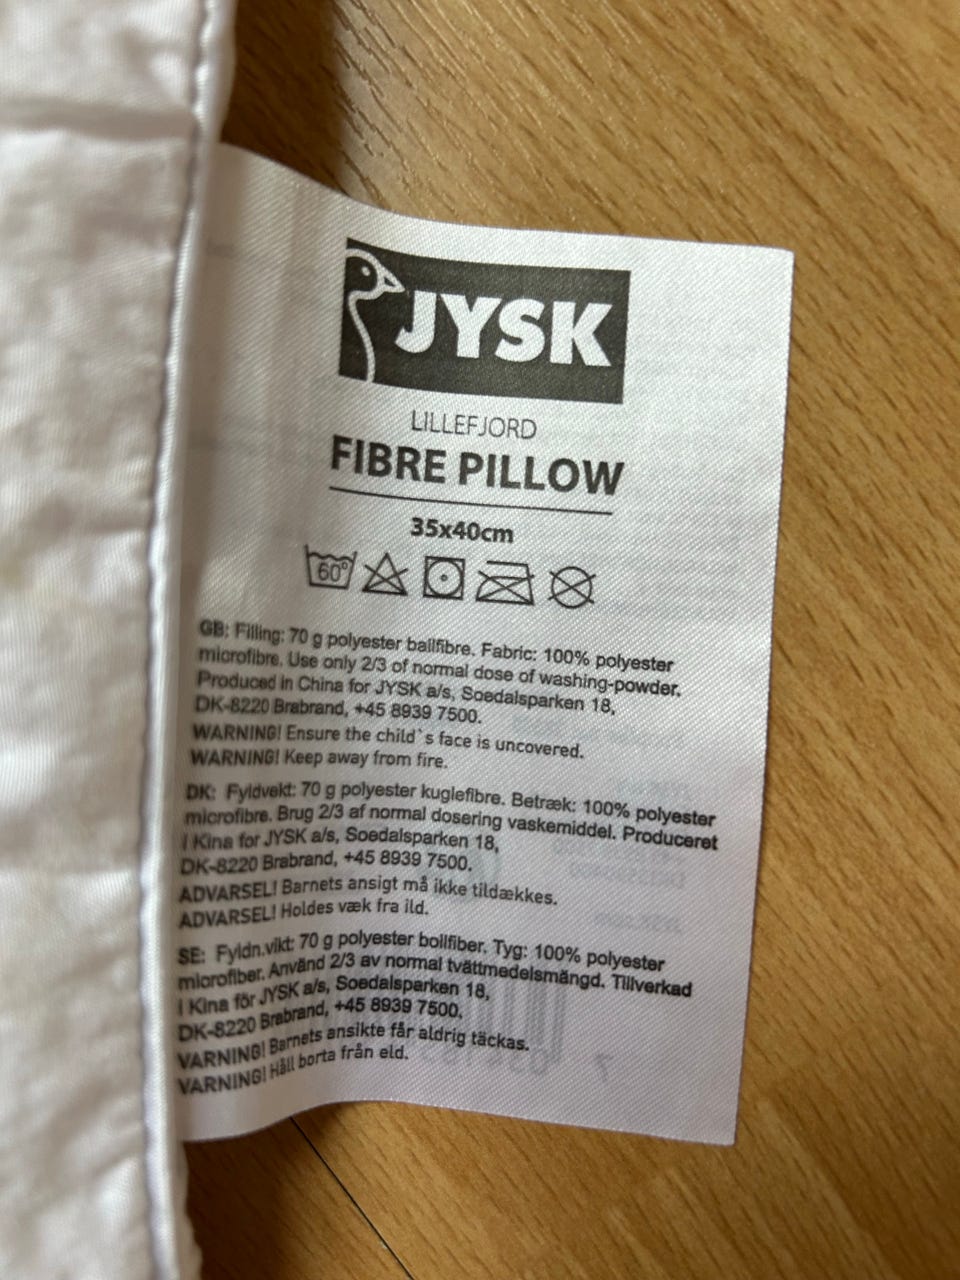 JYSK
LILLEFJORD
FIBRE PILLOW
35x40cm
60°
GB: Filling: 70 g polyester ballfibre. Fabric: 100% polyester
microfibre. Use only 2/3 of normal dose of washing-powder.
Produced in China for JYSK a/s, Soedalsparken 18,
DK-8220 Brabrand, +45 8939 7500.
WARNING! Ensure the child`s face is uncovered.
WARNING! Keep away from fire.
DK: Fyldvekt: 70 g polyester kuglefibre. Betræk: 100% polyester
microfibre. Brug 2/3 af normal dosering vaskemiddel. Produceret
i Kina for JYSK a/s, Soedalsparken 18,
DK-8220 Brabrand, +45 8939 7500.
ADVARSEL! Barnets ansigt må ikke tildækkes.
ADVARSEL! Holdes væk fra ild.
SE: Fyldn.vikt: 70 g polyester bollfiber. Tyg: 100% polyester
microfiber. Använd 2/3 av normal tvättmedelsmängd. Tillverkad
i Kina för JYSK a/s, Soedalsparken 18,
DK-8220 Brabrand, +45 8939 7500.
VARNING! Barnets ansikte får aldrig täckas.
VARNING! Håll borta från eld.